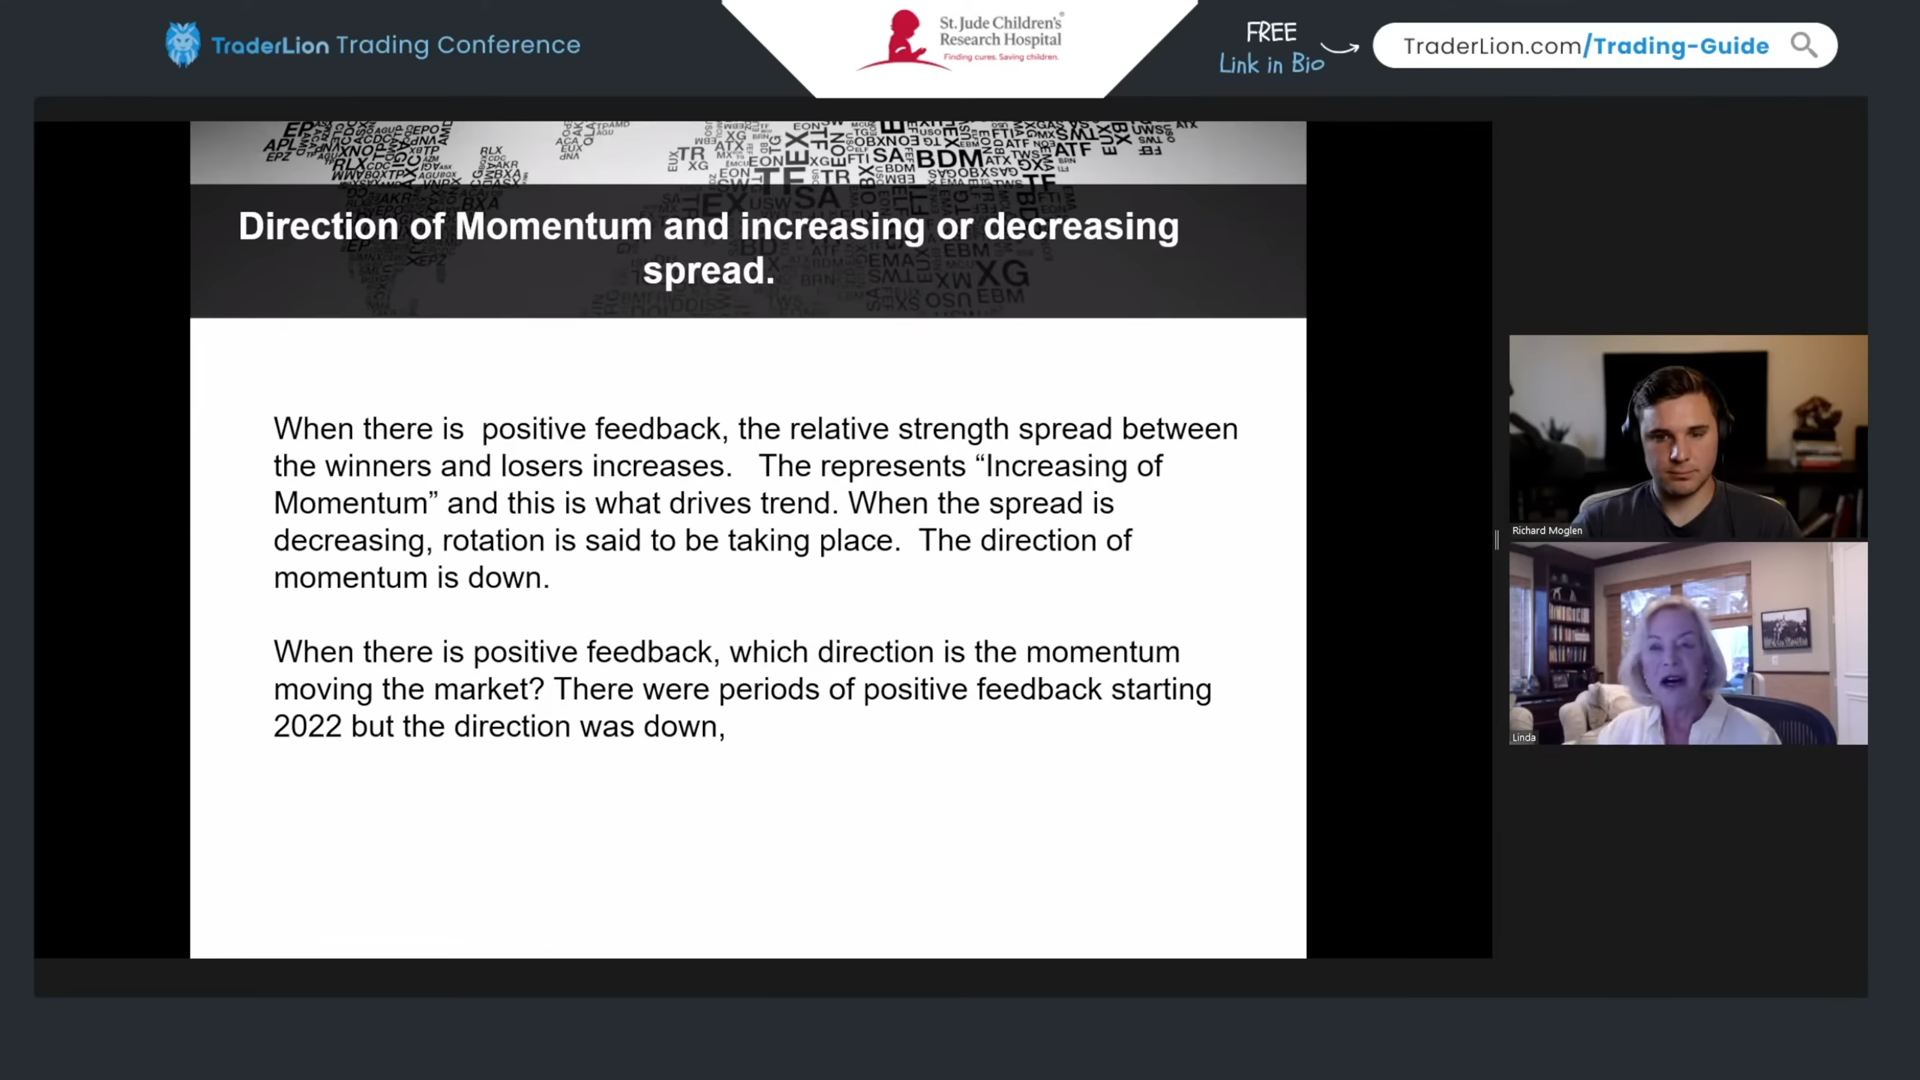 TraderLion Trading Conference
St. Jude Children's
Research Hospital
Finding cures. Saving children.
FREE
Link in Bio
TraderLion.com/Trading-Guide
Direction of Momentum and increasing or decreasing
spread.
When there is  positive feedback, the relative strength spread between
the winners and losers increases.   The represents “Increasing of
Momentum” and this is what drives trend. When the spread is
decreasing, rotation is said to be taking place.  The direction of
momentum is down.
When there is positive feedback, which direction is the momentum
moving the market? There were periods of positive feedback starting
2022 but the direction was down,
Richard Moglen
Linda